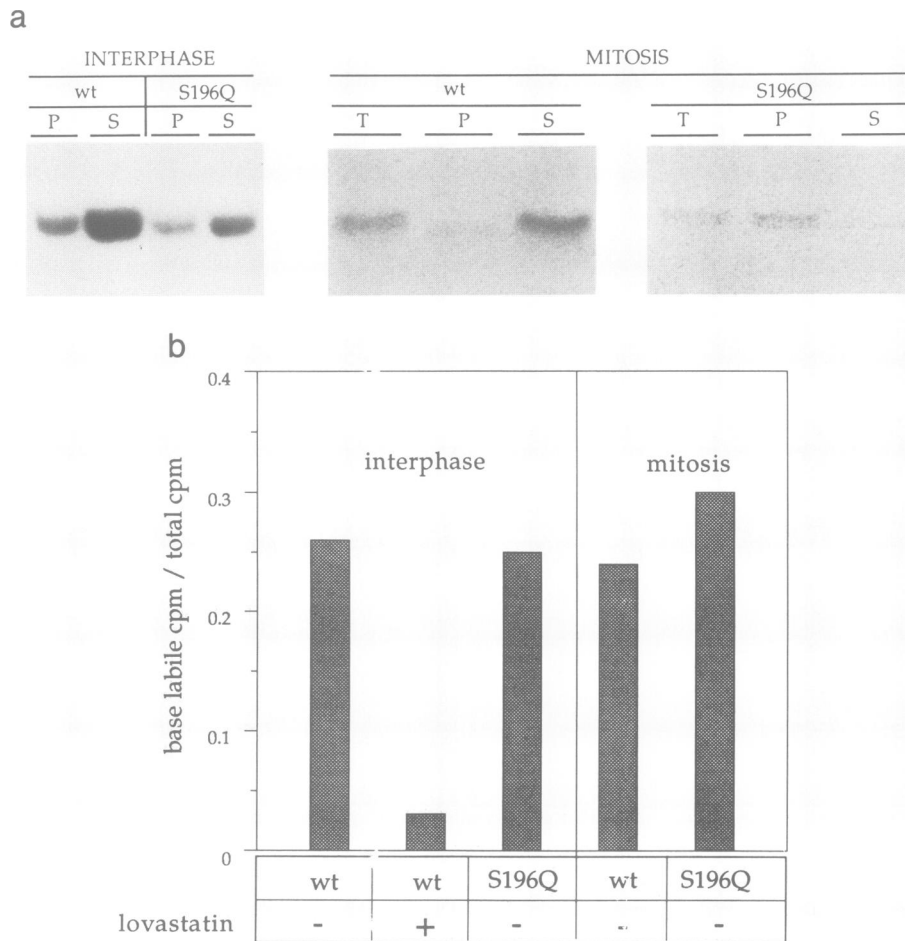 a
INTERPHASE
MITOSIS
wt
S196Q
wt
S196Q
P
S
P
S
T
P
S
T
P
S
b
0.4
0.3
0.2
0.1
0
base labile cpm / total cpm
interphase
mitosis
wt
wt
S196Q
wt
S196Q
lovastatin
-
+
-
-
-